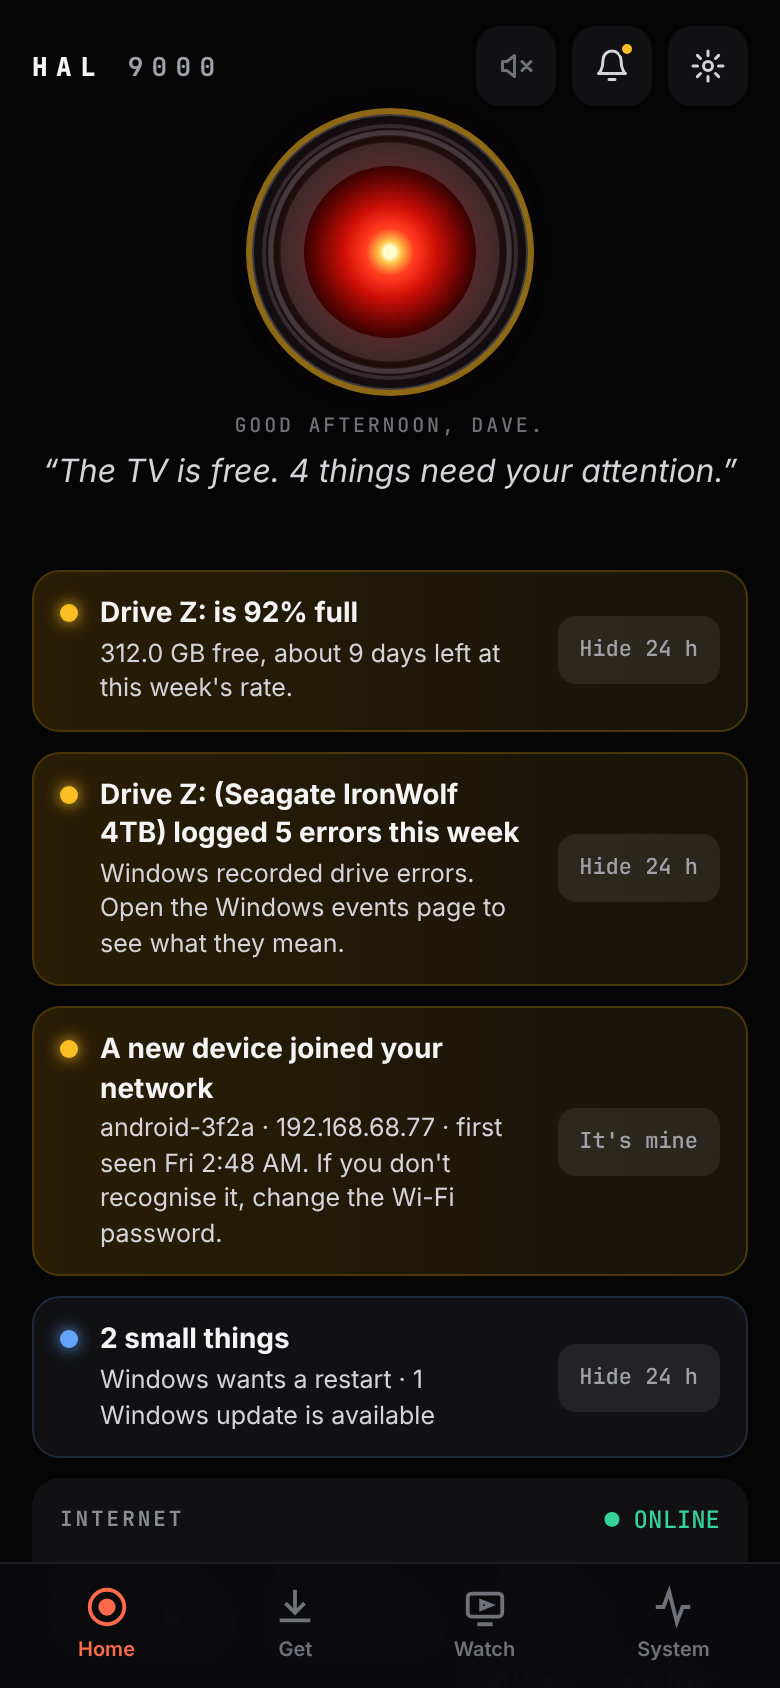 HAL 9000
GOOD AFTERNOON, DAVE.
“The TV is free. 4 things need your attention.”
Drive Z: is 92% full
312.0 GB free, about 9 days left at
this week's rate.
Hide 24 h
Drive Z: (Seagate IronWolf
4TB) logged 5 errors this week
Windows recorded drive errors.
Open the Windows events page to
see what they mean.
Hide 24 h
A new device joined your
network
android-3f2a · 192.168.68.77 · first
seen Fri 2:48 AM. If you don't
recognise it, change the Wi-Fi
password.
It's mine
2 small things
Windows wants a restart · 1
Windows update is available
Hide 24 h
INTERNET
ONLINE
Home
Get
Watch
System